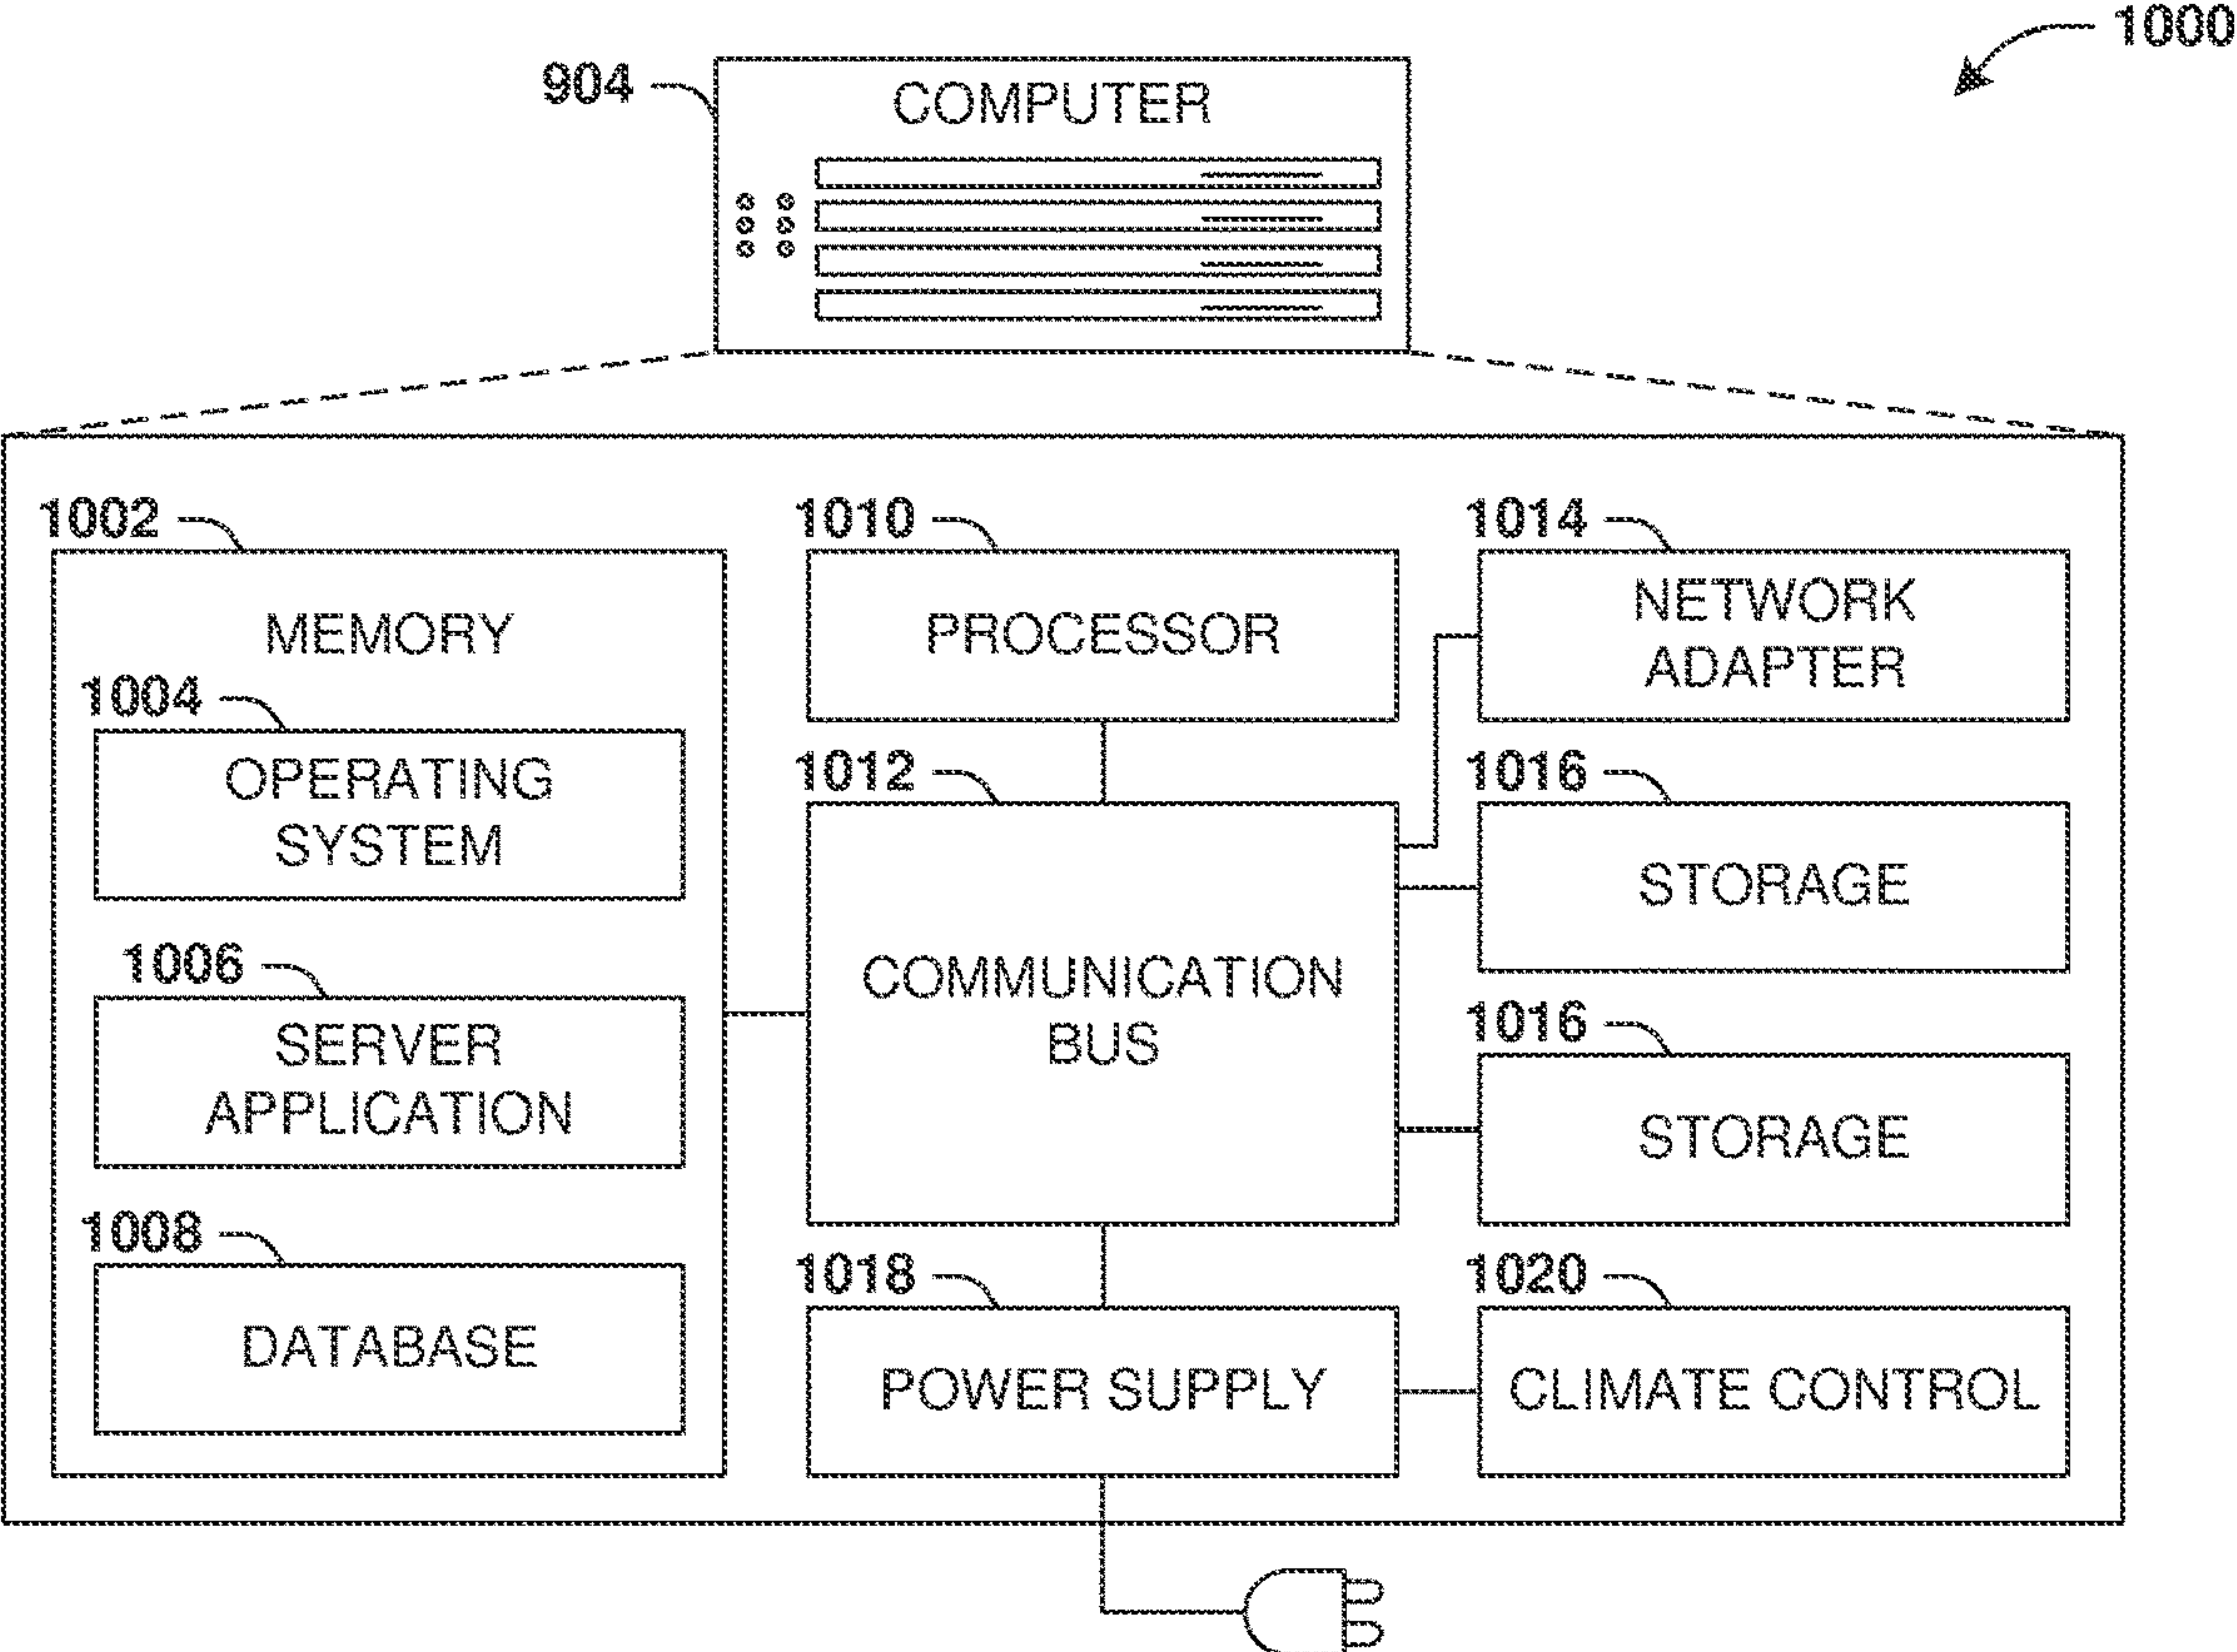 1000
904
COMPUTER
1002
MEMORY
1004
OPERATING
SYSTEM
1006
SERVER
APPLICATION
1008
DATABASE
1010
PROCESSOR
1012
COMMUNICATION
BUS
1018
POWER SUPPLY
1014
NETWORK
ADAPTER
1016
STORAGE
1016
STORAGE
1020
CLIMATE CONTROL